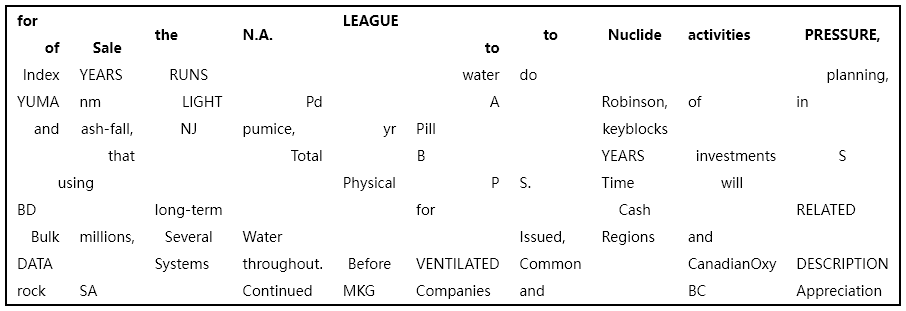 for LEAGUE
the N.A. to Nuclide activities PRESSURE,
of Sale to
Index YEARS RUNS water do planning,
YUMA nm LIGHT Pd A Robinson, of in
and ash-fall, NJ pumice, yr Pill keyblocks
that Total B YEARS investments S
using Physical P S. Time will
BD long-term for Cash RELATED
Bulk millions, Several Water Issued, Regions and
DATA Systems throughout. Before VENTILATED Common CanadianOxy DESCRIPTION
rock SA Continued MKG Companies and BC Appreciation